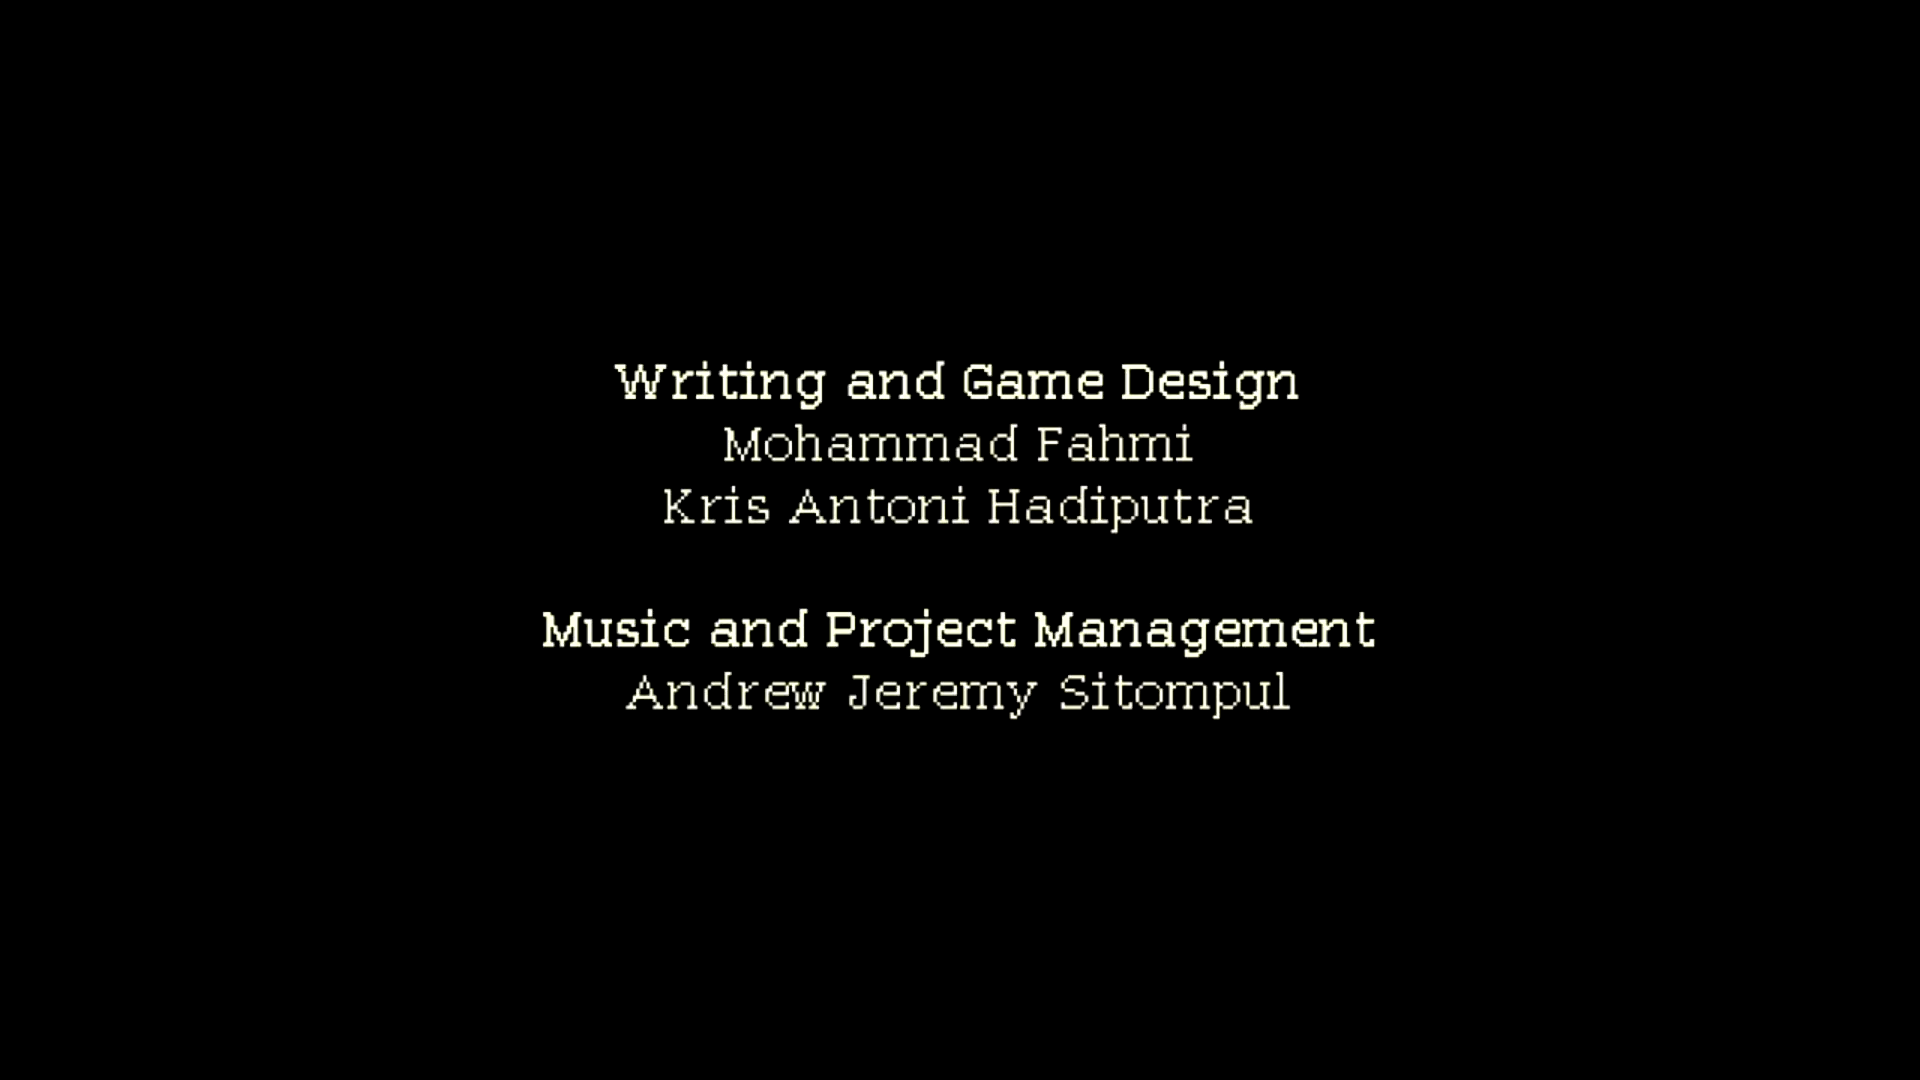 Writing and Game Design
Mohammad Fahmi
Kris Antoni Hadiputra
Music and Project Management
Andrew Jeremy Sitompul